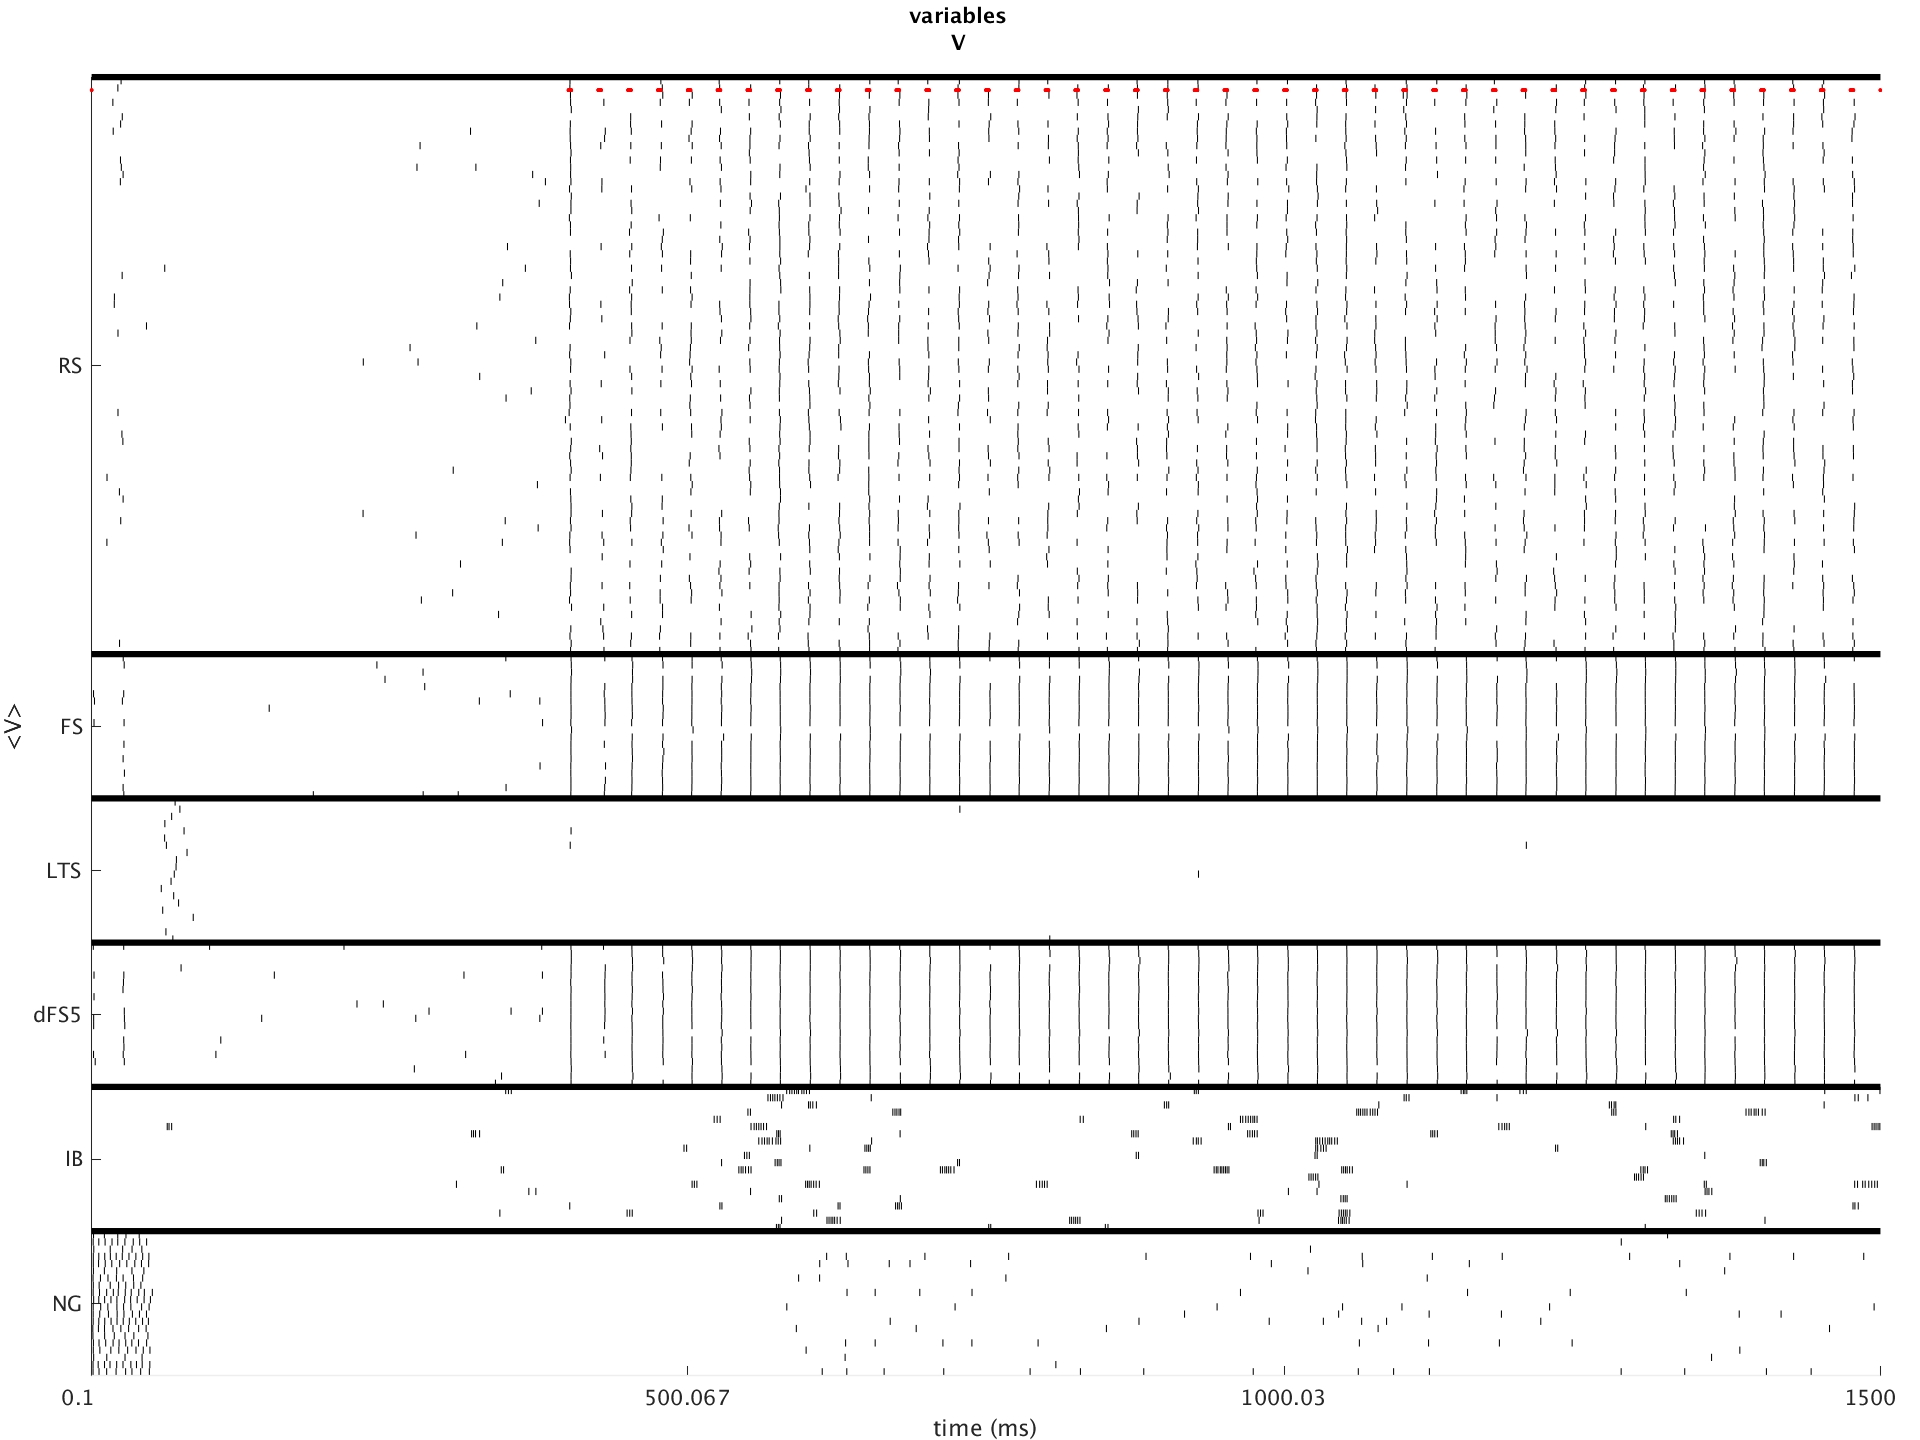 variables
V
<V>
RS
FS
LTS
dFS5
IB
NG
0.1
500.067
1000.03
1500
time (ms)